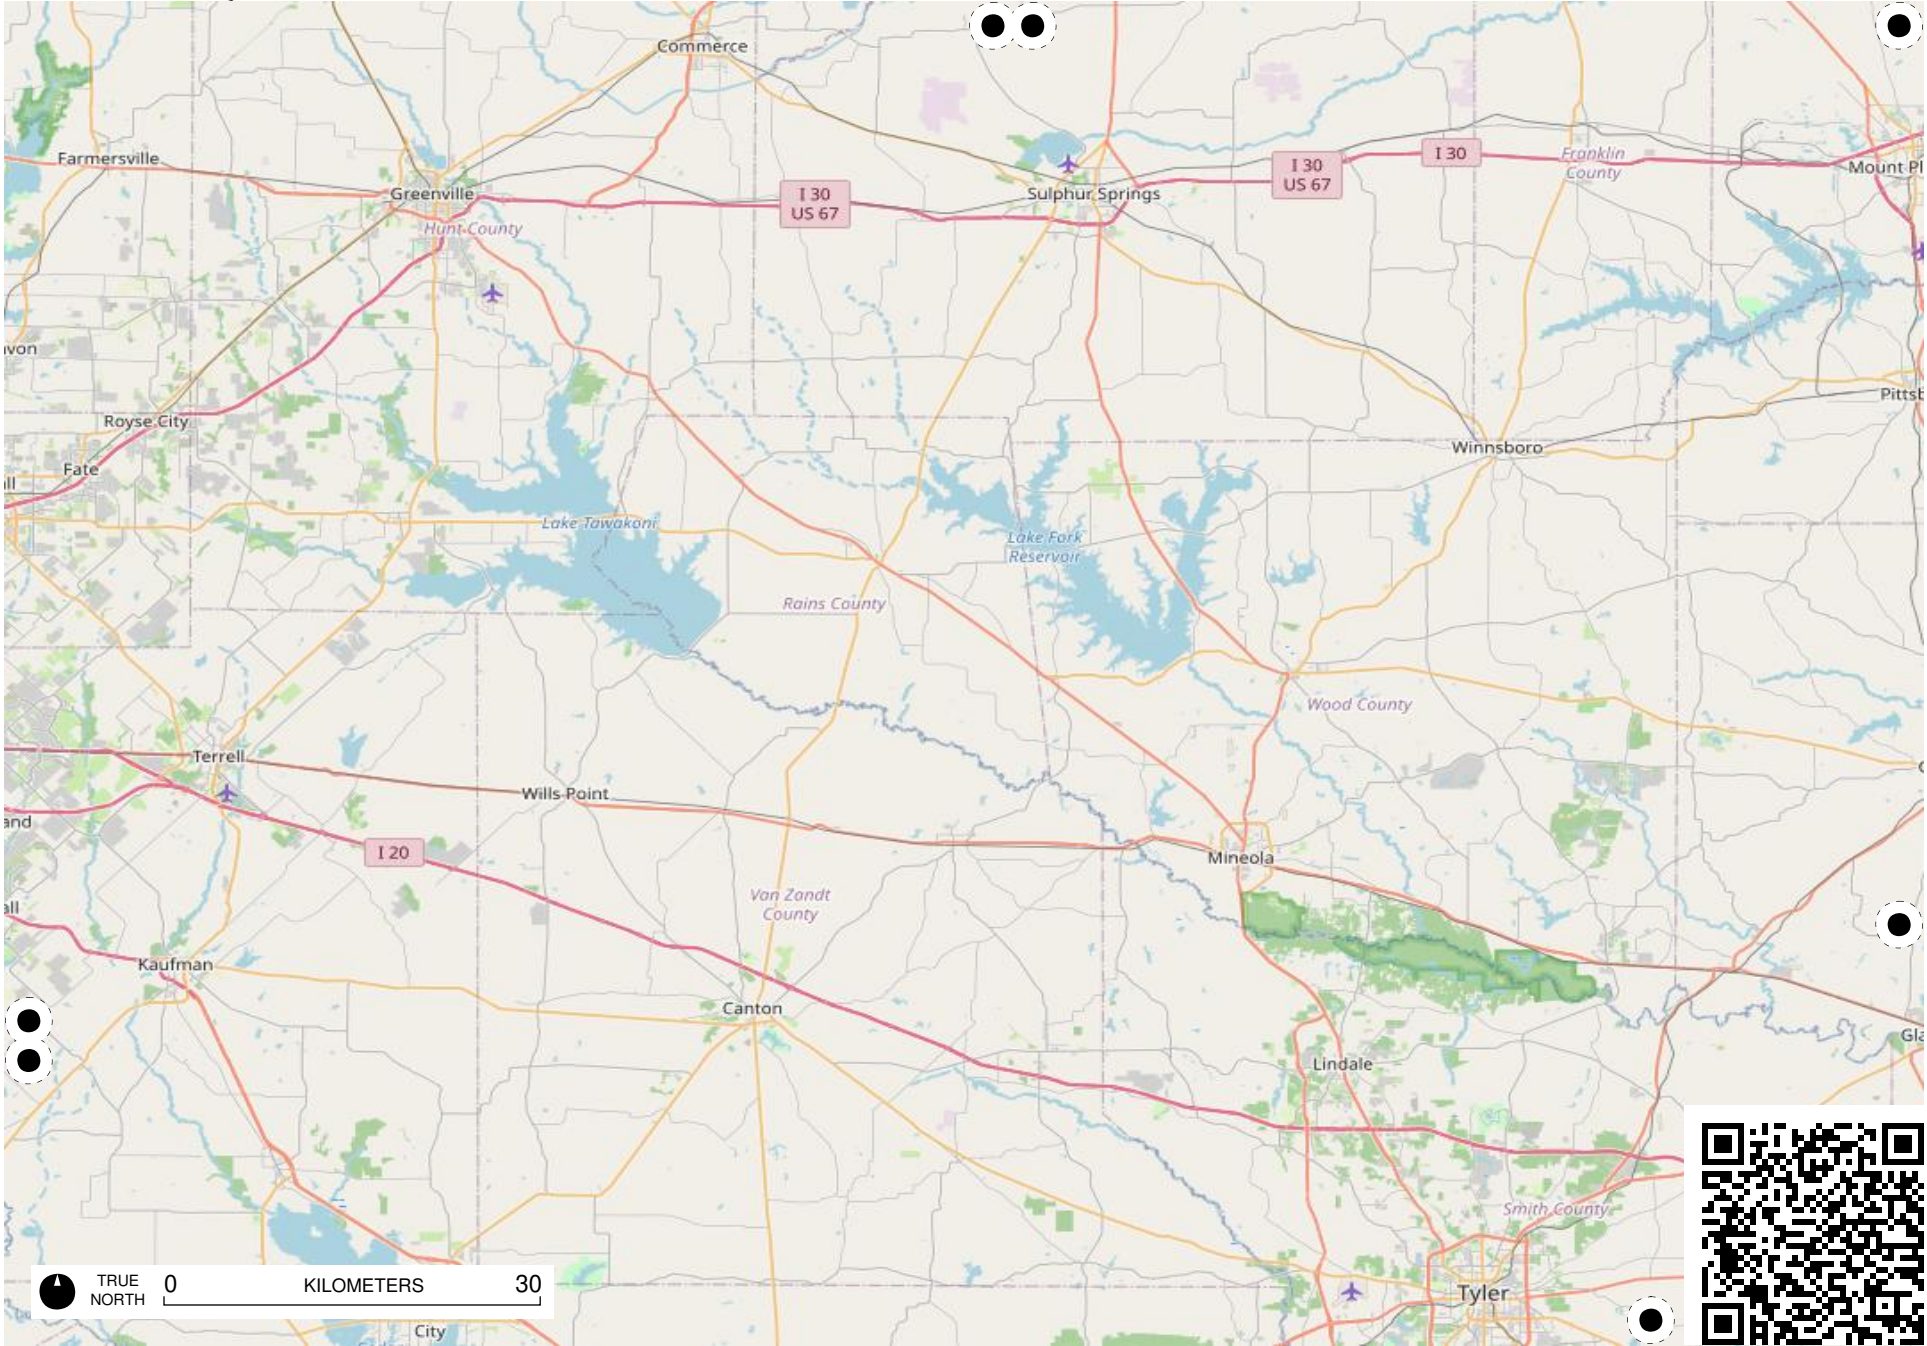 Commerce
Farmersville
Greenville
Hunt County
I 30
US 67
Sulphur Springs
I 30
US 67
I 30
Franklin
County
Mount Pl
von
Royse City
Fate
all
Pittsb
Winnsboro
Lake Tawakoni
Lake Fork
Reservoir
Rains County
Wood County
Terrell
Wills Point
and
I 20
Mineola
Van Zandt
County
all
Kaufman
Canton
Lindale
Gla
Smith County
Tyler
TRUE
NORTH
0 KILOMETERS 30
City